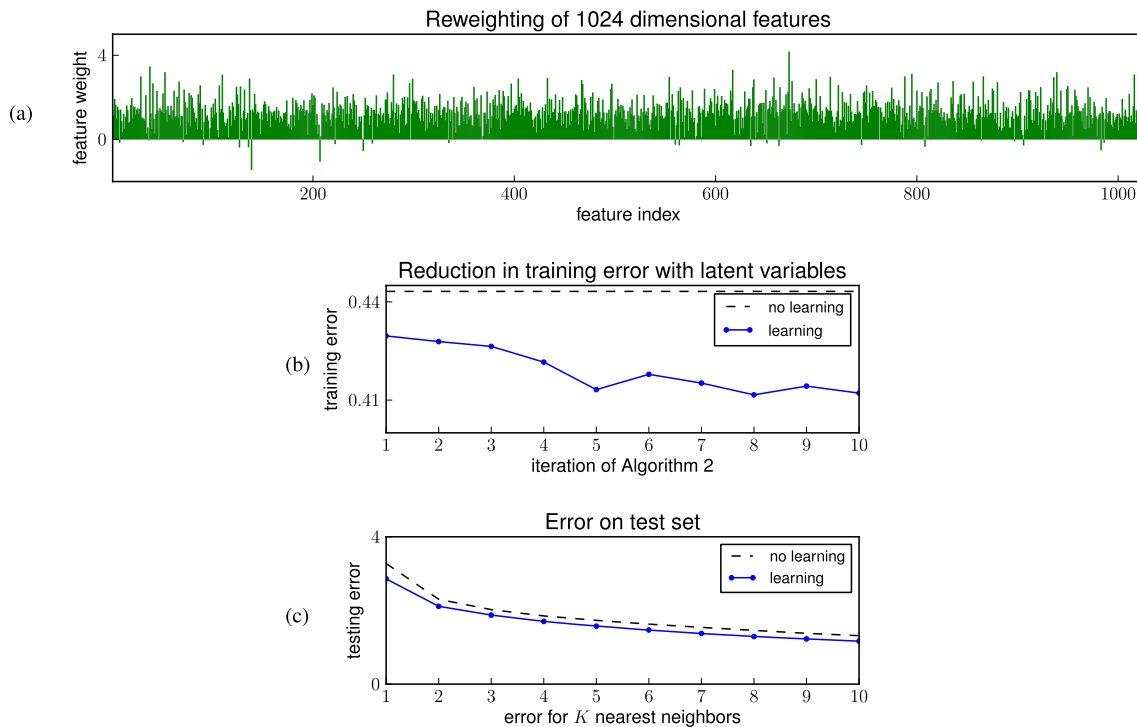 Reweighting of 1024 dimensional features
(a)
feature weight
4
0
200 400 600 800 1000
feature index
Reduction in training error with latent variables
(b)
training error
0.44
0.41
no learning
learning
1 2 3 4 5 6 7 8 9 10
iteration of Algorithm 2
Error on test set
(c)
testing error
4
0
no learning
learning
1 2 3 4 5 6 7 8 9 10
error for K nearest neighbors